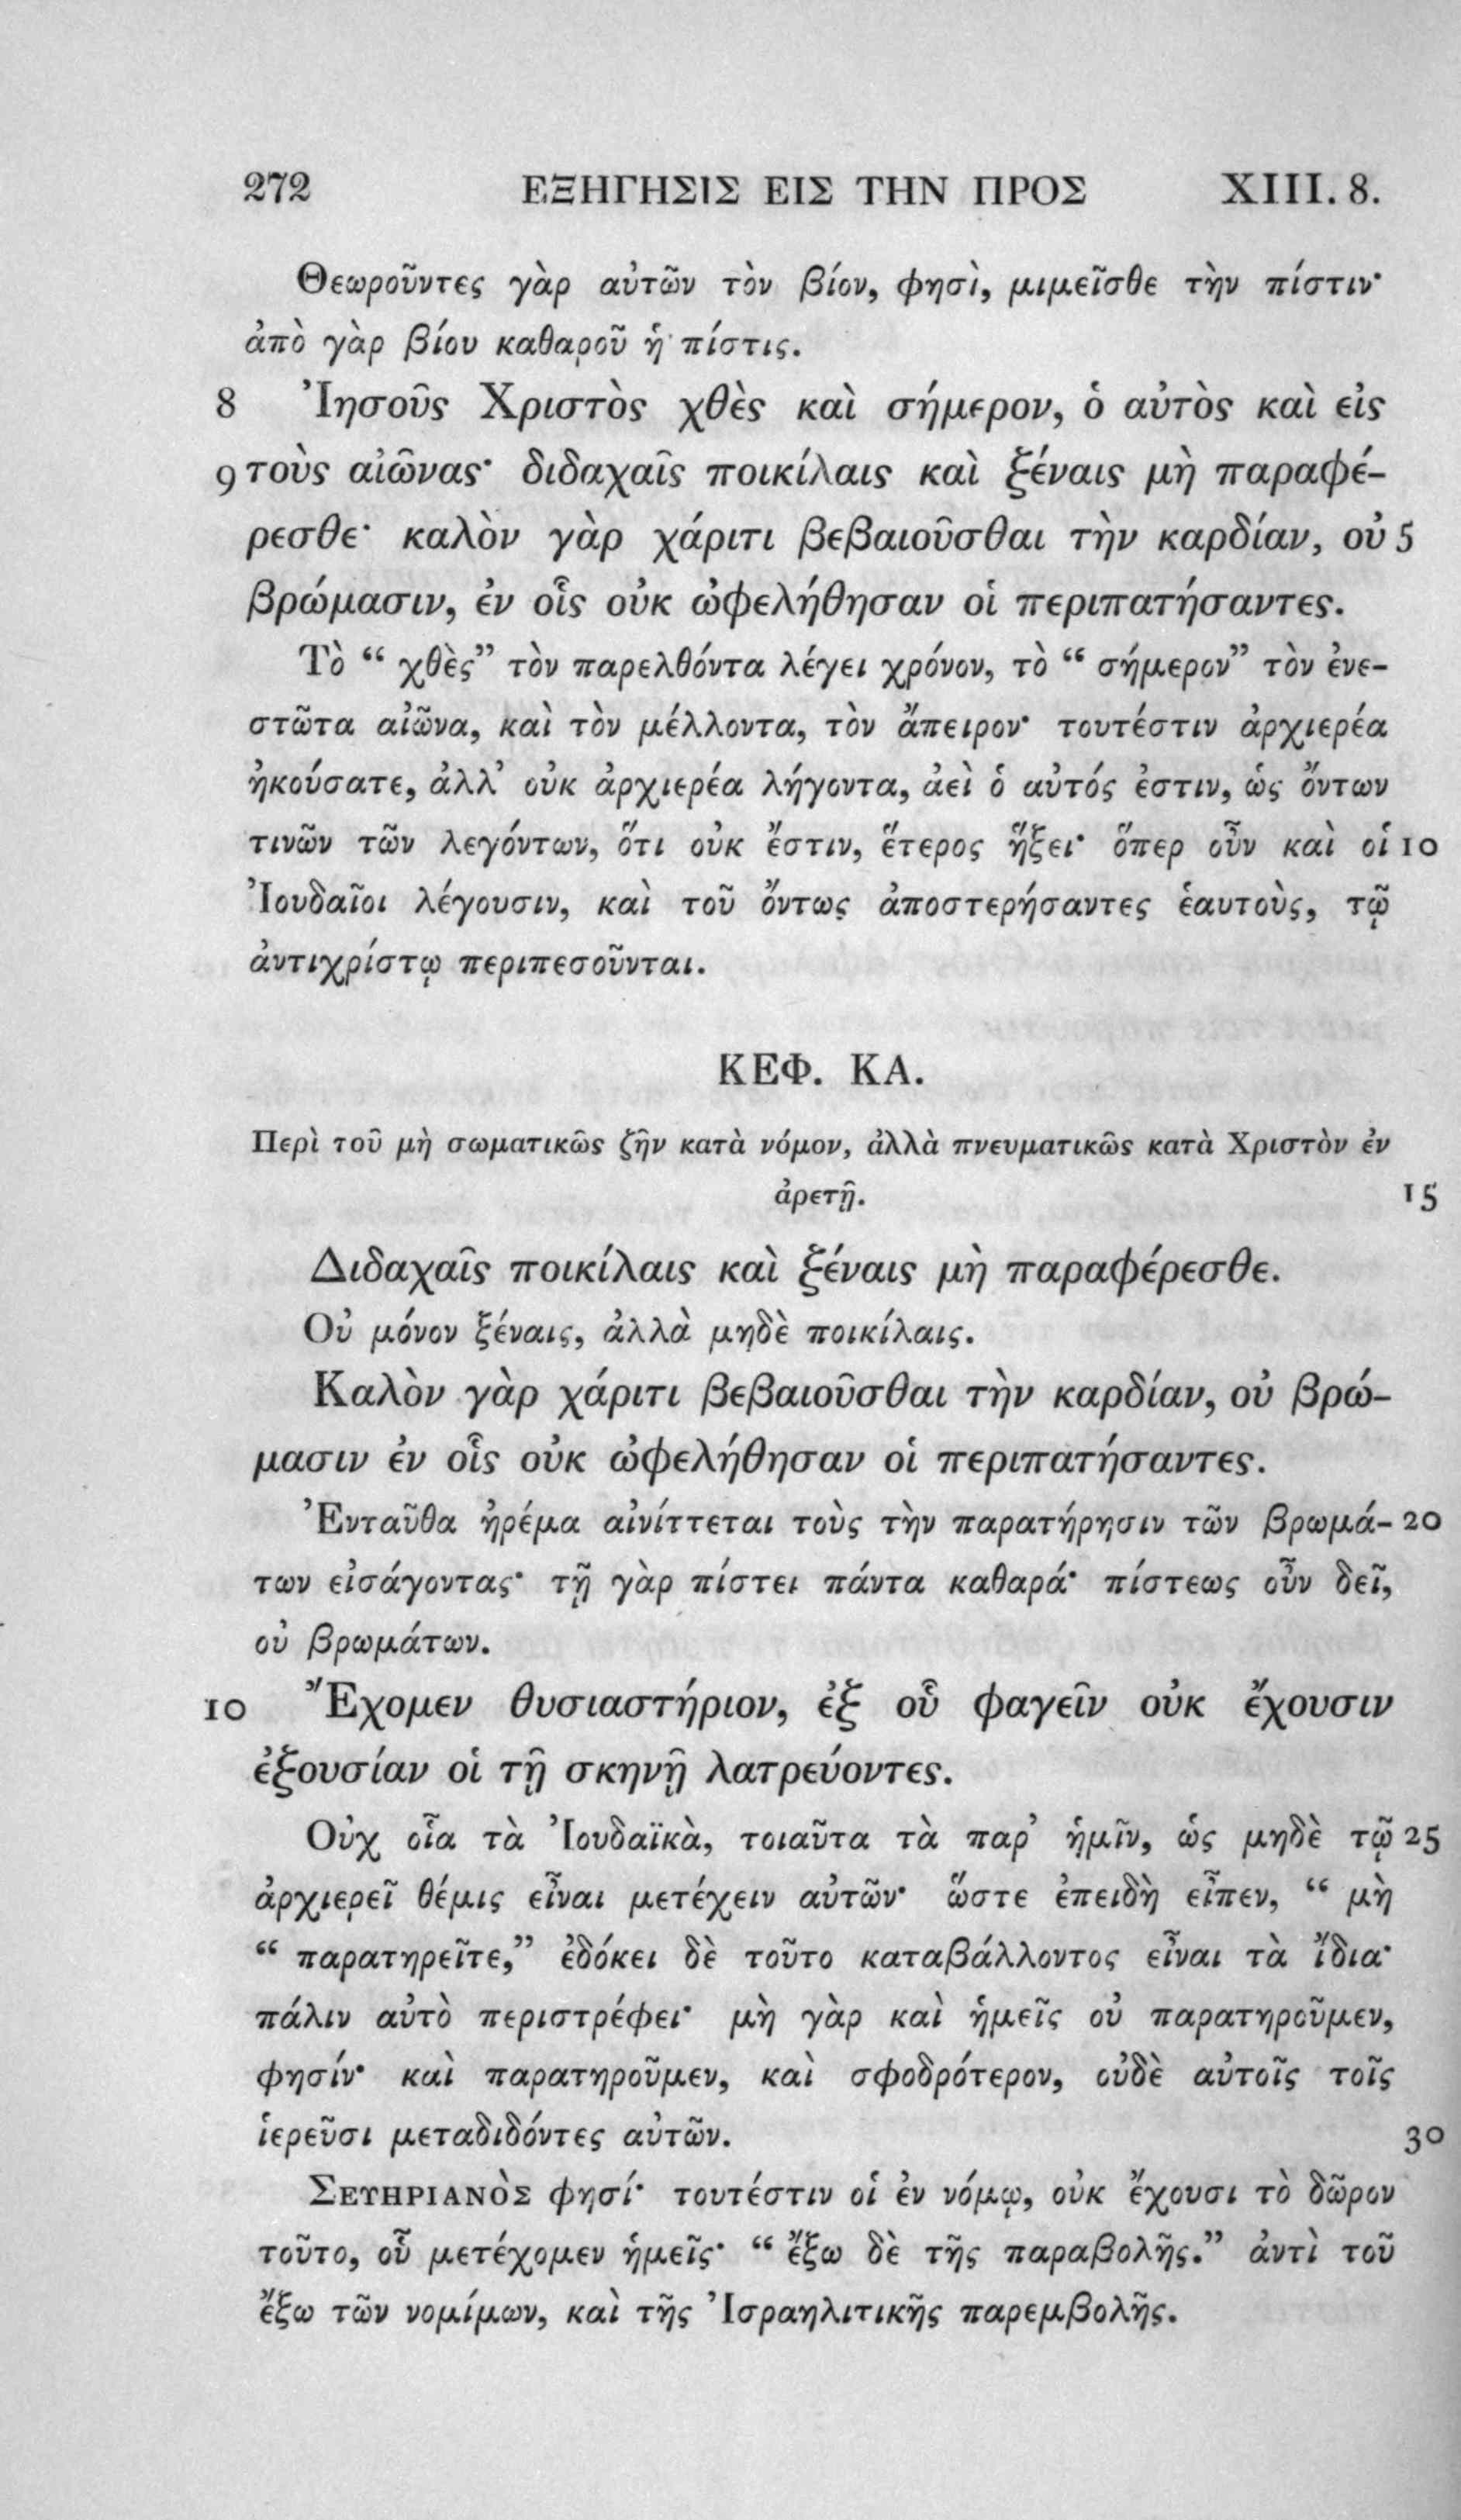 272 ΕΞΗΓΗΣΙΣ ΕΙΣ ΤΗΝ ΠΡΟΣ XIII. 8.
Θεωροῦντες γὰρ αὐτῶν τὸν βίον, φησὶ, μιμεῖσθε τὴν πίστιν·
ἀπὸ γὰρ βίου καθαροῦ ἡ πίστις.
8 Ἰησοῦς Χριστὸς χθὲς καὶ σήμερον, ὁ αὐτὸς καὶ εἰς
9 τοὺς αἰῶνας· διδαχαῖς ποικίλαις καὶ ξέναις μὴ παραφέ-
ρεσθε· καλὸν γὰρ χάριτι βεβαιοῦσθαι τὴν καρδίαν, οὐ 5
βρώμασιν, ἐν οἷς οὐκ ὠφελήθησαν οἱ περιπατήσαντες.
Τὸ “ χθὲς” τὸν παρελθόντα λέγει χρόνον, τὸ “ σήμερον” τὸν ἐνε-
στῶτα αἰῶνα, καὶ τὸν μέλλοντα, τὸν ἄπειρον· τουτέστιν ἀρχιερέα
ἠκούσατε, ἀλλ’ οὐκ ἀρχιερέα λήγοντα, ἀεὶ ὁ αὐτός ἐστιν, ὡς ὄντων
τινῶν τῶν λεγόντων, ὅτι οὐκ ἔστιν, ἕτερος ἥξει· ὅπερ οὖν καὶ οἱ 10
Ἰουδαῖοι λέγουσιν, καὶ τοῦ ὄντως ἀποστερήσαντες ἑαυτοὺς, τῷ
ἀντιχρίστῳ περιπεσοῦνται.
ΚΕΦ. ΚΑ.
Περὶ τοῦ μὴ σωματικῶς ζῆν κατὰ νόμον, ἀλλὰ πνευματικῶς κατὰ Χριστὸν ἐν
ἀρετῇ. 15
Διδαχαῖς ποικίλαις καὶ ξέναις μὴ παραφέρεσθε.
Οὐ μόνον ξέναις, ἀλλὰ μηδὲ ποικίλαις.
Καλὸν γὰρ χάριτι βεβαιοῦσθαι τὴν καρδίαν, οὐ βρώ-
μασιν ἐν οἷς οὐκ ὠφελήθησαν οἱ περιπατήσαντες.
Ἐνταῦθα ἠρέμα αἰνίττεται τοὺς τὴν παρατήρησιν τῶν βρωμά- 20
των εἰσάγοντας· τῇ γὰρ πίστει πάντα καθαρά· πίστεως οὖν δεῖ,
οὐ βρωμάτων.
10 Ἔχομεν θυσιαστήριον, ἐξ οὗ φαγεῖν οὐκ ἔχουσιν
ἐξουσίαν οἱ τῇ σκηνῇ λατρεύοντες.
Οὐχ οἷα τὰ Ἰουδαϊκὰ, τοιαῦτα τὰ παρ’ ἡμῖν, ὡς μηδὲ τῷ 25
ἀρχιερεῖ θέμις εἶναι μετέχειν αὐτῶν· ὥστε ἐπειδὴ εἶπεν, “ μὴ
“ παρατηρεῖτε,” ἐδόκει δὲ τοῦτο καταβάλλοντος εἶναι τὰ ἴδια·
πάλιν αὐτὸ περιστρέφει· μὴ γὰρ καὶ ἡμεῖς οὐ παρατηροῦμεν,
φησίν· καὶ παρατηροῦμεν, καὶ σφοδρότερον, οὐδὲ αὐτοῖς τοῖς
ἱερεῦσι μεταδιδόντες αὐτῶν. 30
ΣΕΥΗΡΙΑΝῸΣ φησί· τουτέστιν οἱ ἐν νόμῳ, οὐκ ἔχουσι τὸ δῶρον
τοῦτο, οὗ μετέχομεν ἡμεῖς· “ ἔξω δὲ τῆς παραβολῆς.” ἀντὶ τοῦ
ἔξω τῶν νομίμων, καὶ τῆς Ἰσραηλιτικῆς παρεμβολῆς.